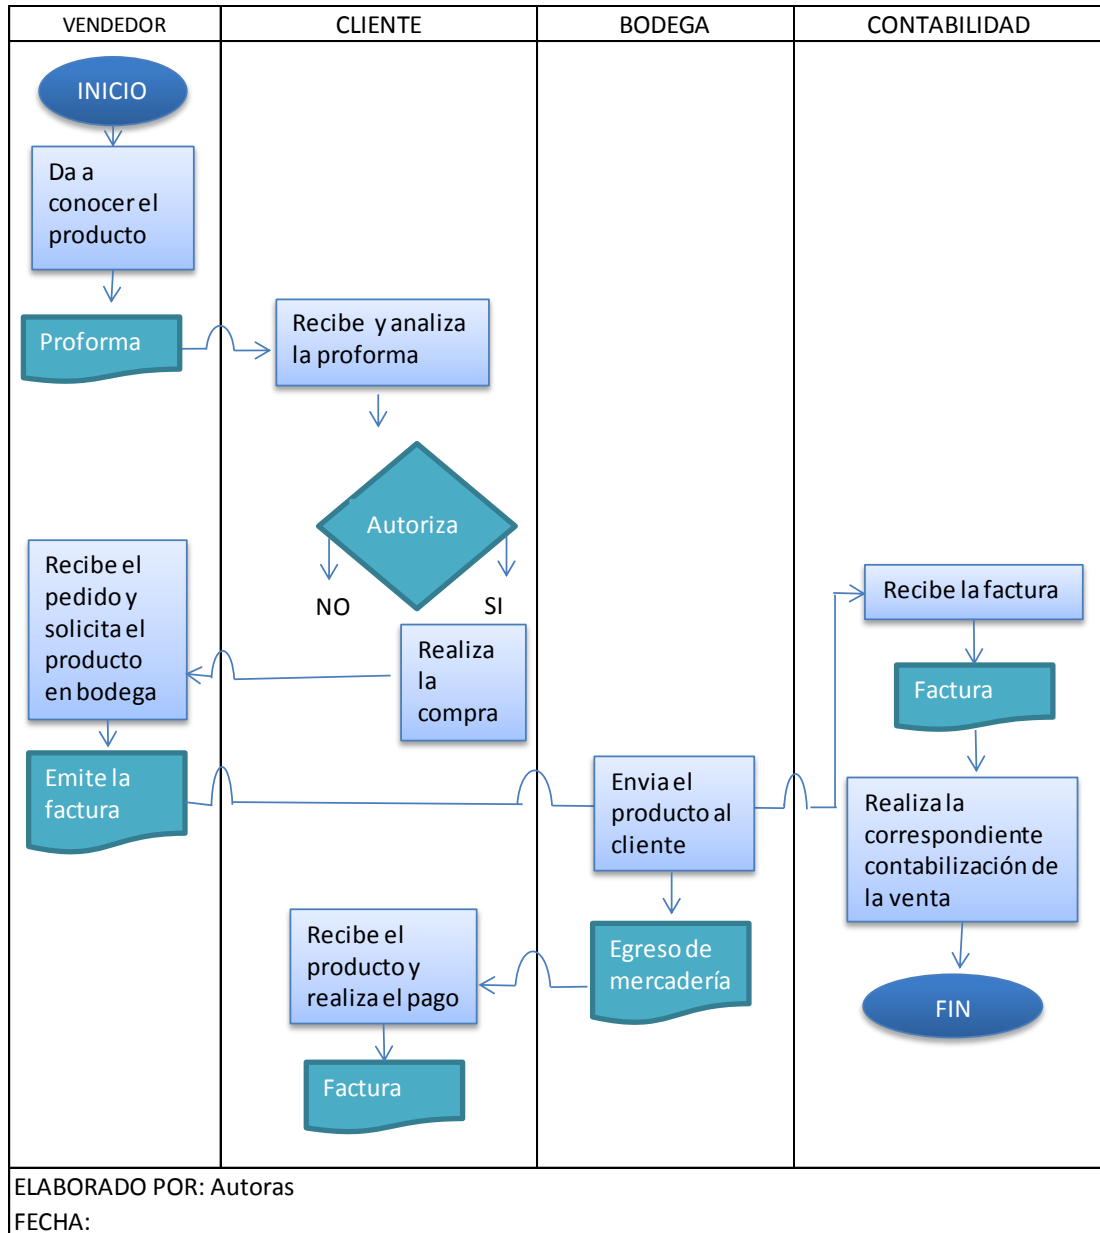 VENDEDOR
CLIENTE
BODEGA
CONTABILIDAD
INICIO
Da a
conocer el
producto
Proforma
Recibe y analiza
la proforma
Autoriza
NO
SI
Realiza
la
compra
Recibe el
pedido y
solicita el
producto
en bodega
Emite la
factura
Envia el
producto al
cliente
Egreso de
mercadería
Recibe el
producto y
realiza el pago
Factura
Recibe la factura
Factura
Realiza la
correspondiente
contabilización de
la venta
FIN
ELABORADO POR: Autoras
FECHA: